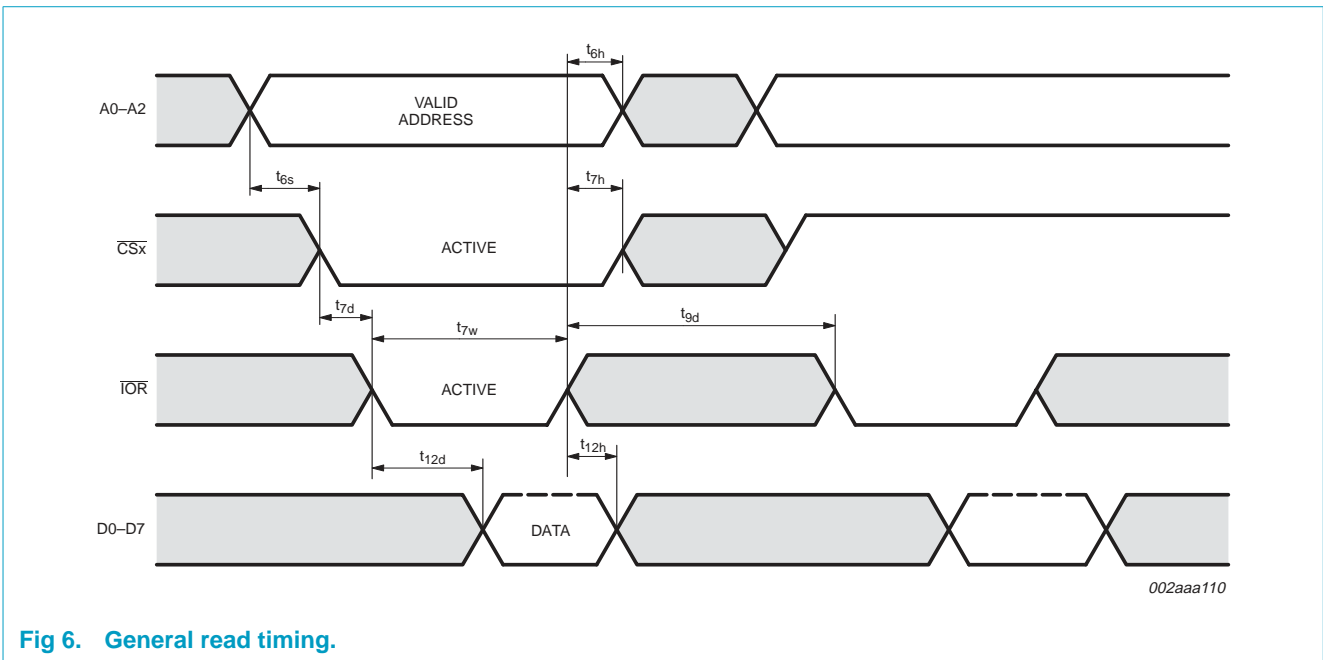 t6h
A0–A2
VALID
ADDRESS
t6s
t7h
CSx
ACTIVE
t7d
t7w
t9d
IOR
ACTIVE
t12d
t12h
D0–D7
DATA
002aaa110
Fig 6. General read timing.